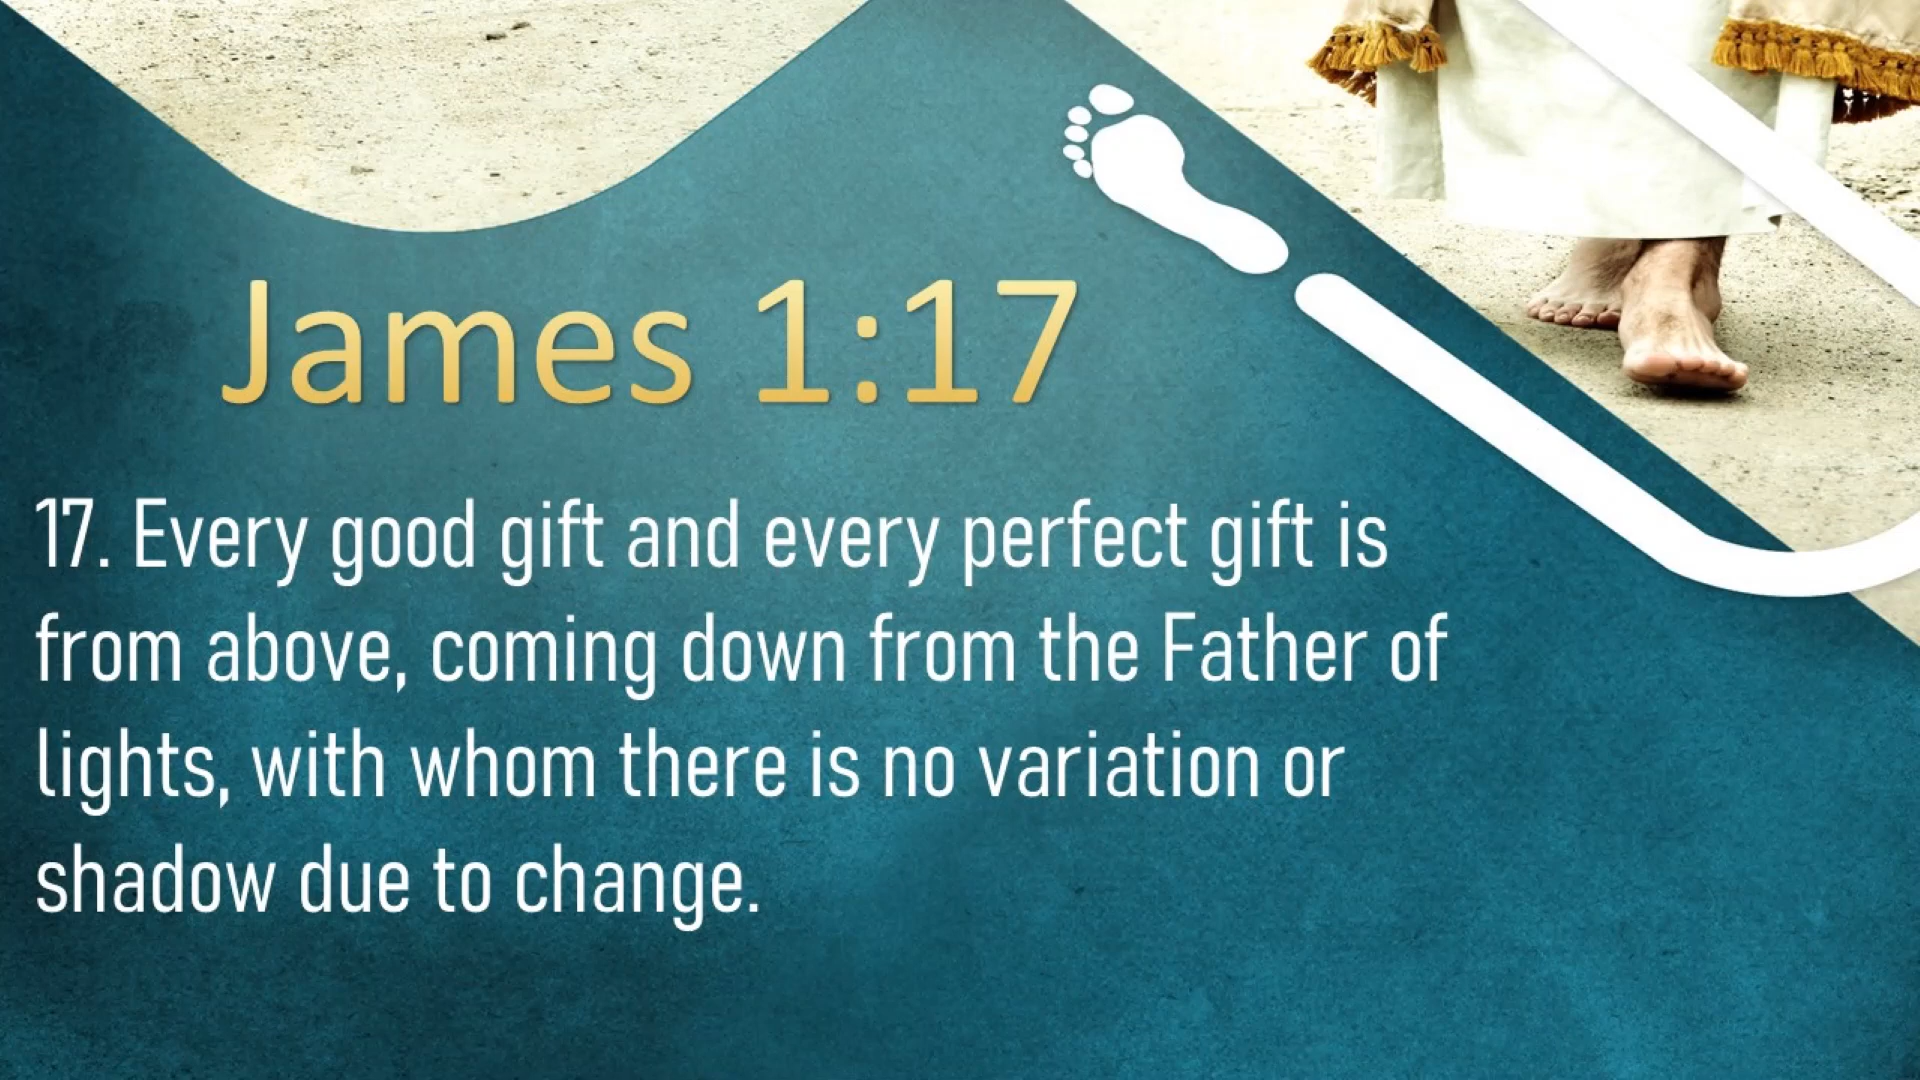 James 1:17
17. Every good gift and every perfect gift is
from above, coming down from the Father of
lights, with whom there is no variation or
shadow due to change.